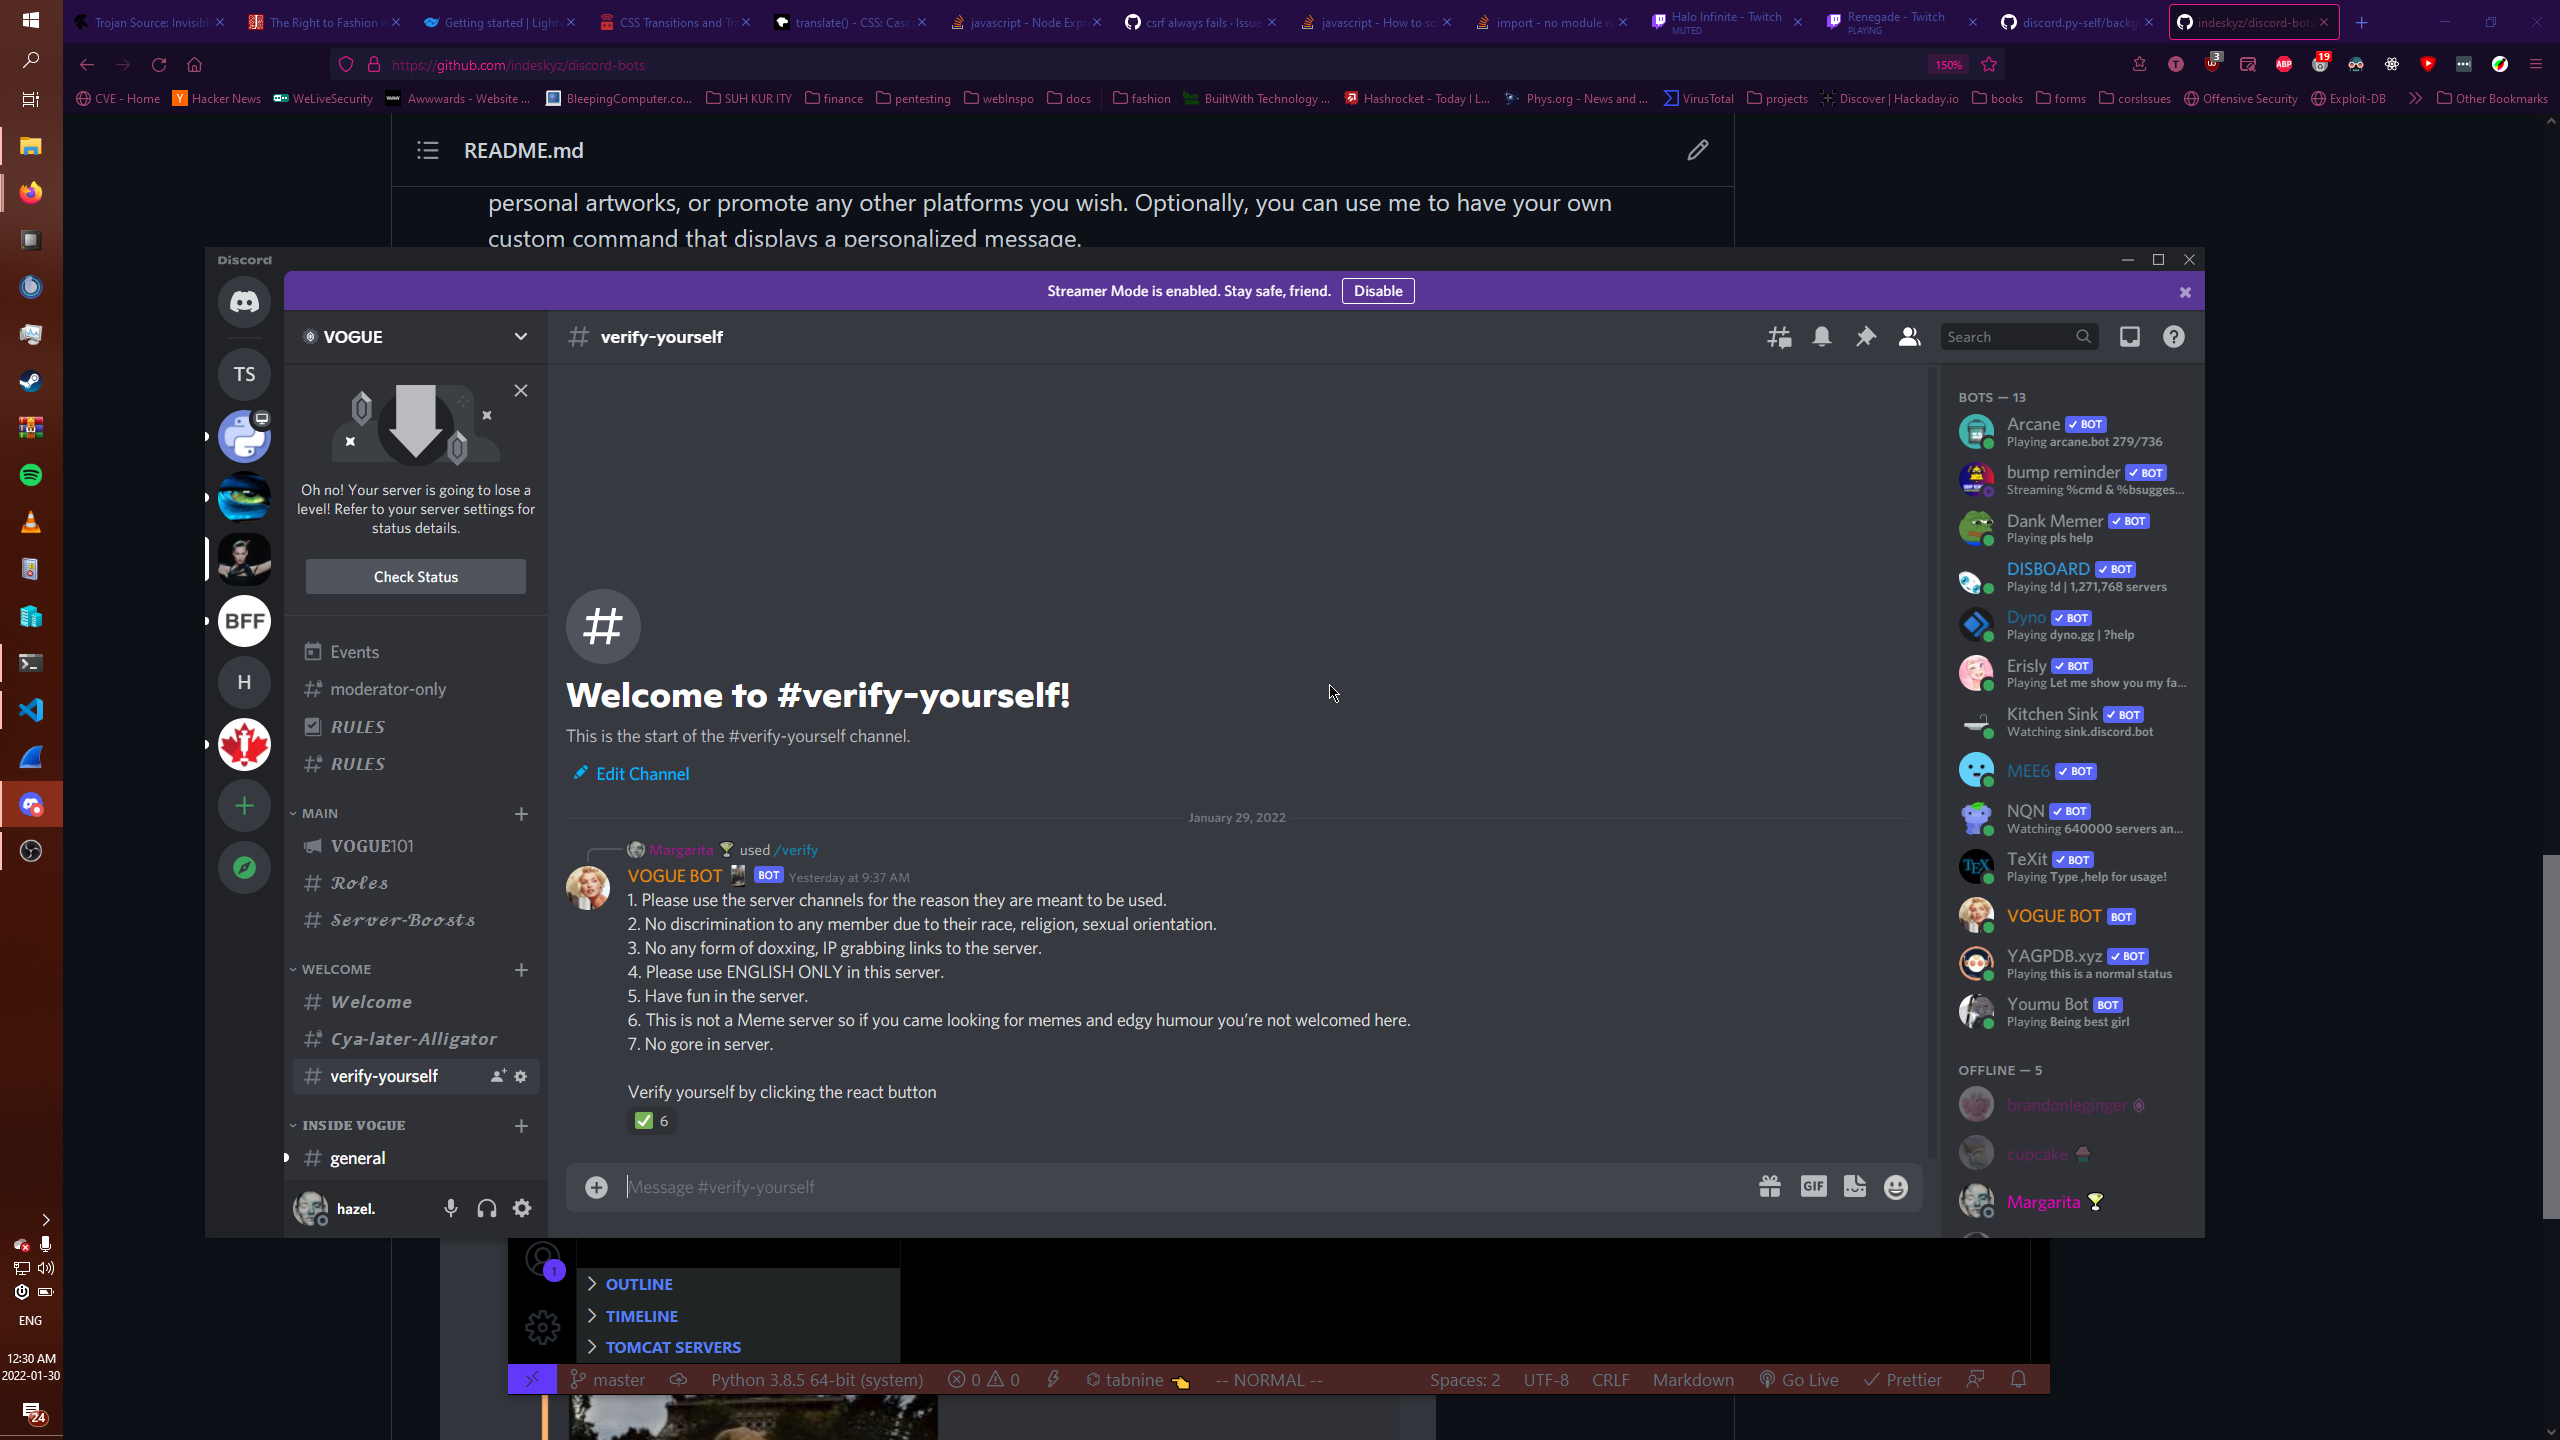 Trojan Source: Invisibl
The Right to Fashion in
Getting started | Light
CSS Transitions and Tra
translate() - CSS: Casc
javascript - Node Expr
csrf always fails · Issue
javascript - How to so
import - no module n
Halo Infinite - Twitch
MUTED
Renegade - Twitch
PLAYING
discord.py-self/backg
indeskyz/discord-bots
https://github.com/indeskyz/discord-bots
150%
3
ABP
19
CVE - Home
Hacker News
WeLiveSecurity
Awwwards - Website ...
BleepingComputer.co...
SUH KUR ITY
finance
pentesting
webInspo
docs
fashion
BuiltWith Technology ...
Hashrocket - Today I L...
Phys.org - News and ...
VirusTotal
projects
Discover | Hackaday.io
books
forms
corsIssues
Offensive Security
Exploit-DB
Other Bookmarks
README.md
personal artworks, or promote any other platforms you wish. Optionally, you can use me to have your own
custom command that displays a personalized message.
Discord
Streamer Mode is enabled. Stay safe, friend.
Disable
TS
BFF
H
VOGUE
Oh no! Your server is going to lose a
level! Refer to your server settings for
status details.
Check Status
Events
moderator-only
RULES
RULES
MAIN
VOGUE101
Roles
Server-Boosts
WELCOME
Welcome
Cya-later-Alligator
verify-yourself
INSIDE VOGUE
general
hazel.
verify-yourself
Search
Welcome to #verify-yourself!
This is the start of the #verify-yourself channel.
Edit Channel
January 29, 2022
Margarita 🍸 used /verify
VOGUE BOT BOT Yesterday at 9:37 AM
1. Please use the server channels for the reason they are meant to be used.
2. No discrimination to any member due to their race, religion, sexual orientation.
3. No any form of doxxing, IP grabbing links to the server.
4. Please use ENGLISH ONLY in this server.
5. Have fun in the server.
6. This is not a Meme server so if you came looking for memes and edgy humour you're not welcomed here.
7. No gore in server.
Verify yourself by clicking the react button
✅ 6
Message #verify-yourself
GIF
BOTS — 13
Arcane ✓ BOT
Playing arcane.bot 279/736
bump reminder ✓ BOT
Streaming %cmd & %bsugges...
Dank Memer ✓ BOT
Playing pls help
DISBOARD ✓ BOT
Playing !d | 1,271,768 servers
Dyno ✓ BOT
Playing dyno.gg | ?help
Erisly ✓ BOT
Playing Let me show you my fa...
Kitchen Sink ✓ BOT
Watching sink.discord.bot
MEE6 ✓ BOT
NQN ✓ BOT
Watching 640000 servers an...
TeXit ✓ BOT
Playing Type ,help for usage!
VOGUE BOT BOT
YAGPDB.xyz ✓ BOT
Playing this is a normal status
Youmu Bot BOT
Playing Being best girl
OFFLINE — 5
brandonleginger
cupcake 🧁
Margarita 🍸
1
OUTLINE
TIMELINE
TOMCAT SERVERS
master
Python 3.8.5 64-bit (system)
0
0
tabnine 👈
-- NORMAL --
Spaces: 2
UTF-8
CRLF
Markdown
Go Live
Prettier
ENG
12:30 AM
2022-01-30
24